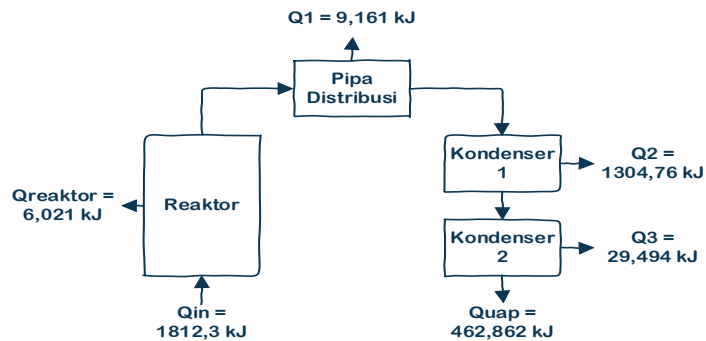 Q1 = 9,161 kJ
Pipa
Distribusi
Kondenser
1
Q2 =
1304,76 kJ
Qreaktor =
6,021 kJ
Reaktor
Kondenser
2
Q3 =
29,494 kJ
Qin =
1812,3 kJ
Quap =
462,862 kJ